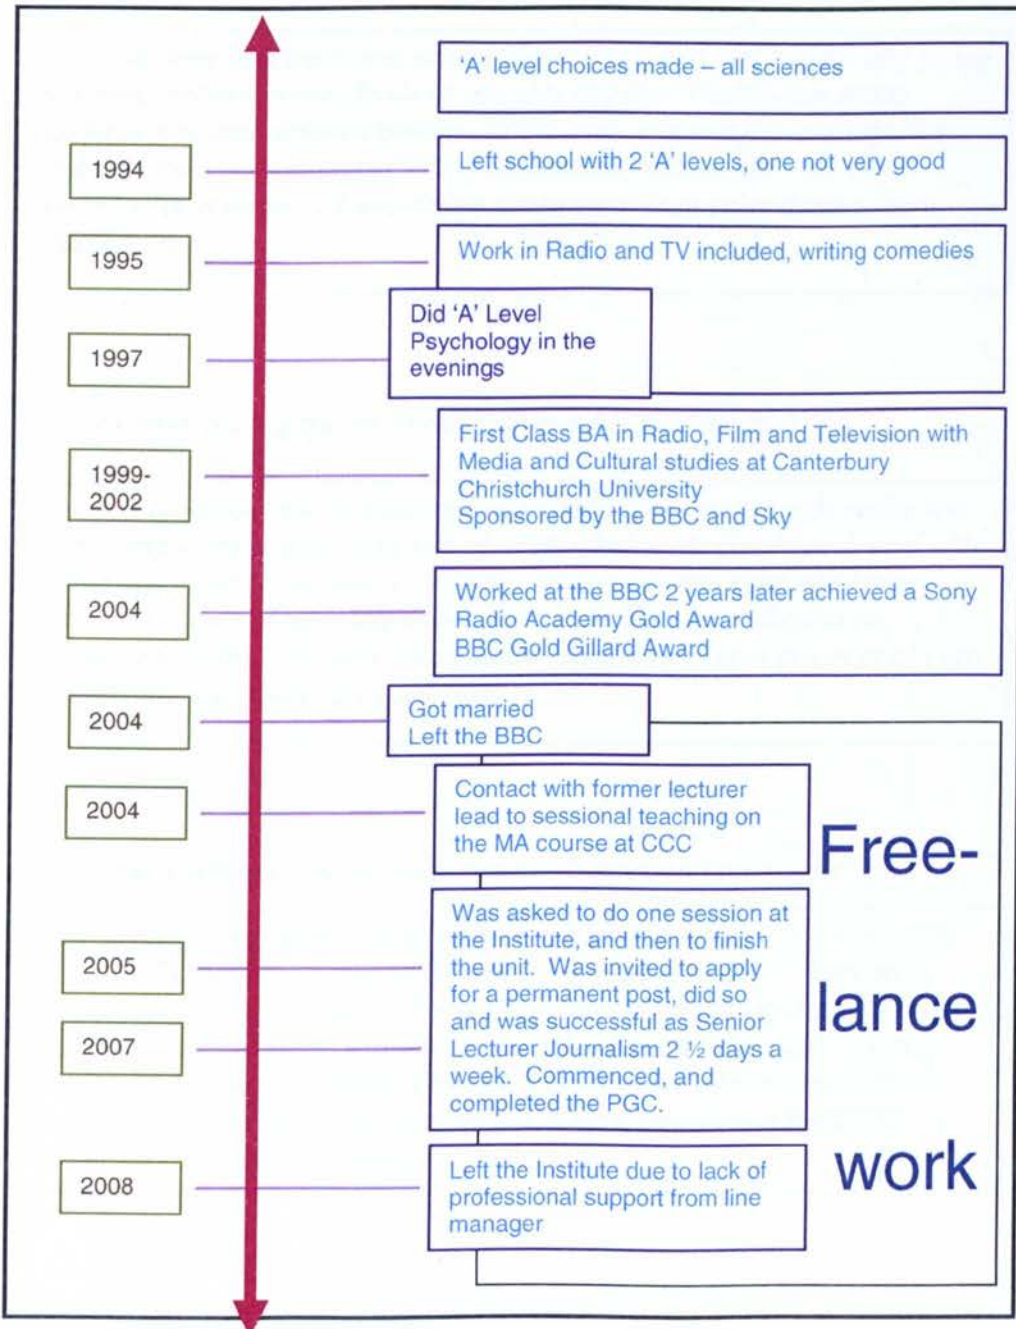 'A' level choices made – all sciences
1994
Left school with 2 'A' levels, one not very good
1995
Work in Radio and TV included, writing comedies
1997
Did 'A' Level
Psychology in the
evenings
1999-
2002
First Class BA in Radio, Film and Television with
Media and Cultural studies at Canterbury
Christchurch University
Sponsored by the BBC and Sky
2004
Worked at the BBC 2 years later achieved a Sony
Radio Academy Gold Award
BBC Gold Gillard Award
2004
Got married
Left the BBC
2004
Contact with former lecturer
lead to sessional teaching on
the MA course at CCC
2005
2007
Was asked to do one session at
the Institute, and then to finish
the unit. Was invited to apply
for a permanent post, did so
and was successful as Senior
Lecturer Journalism 2 ½ days a
week. Commenced, and
completed the PGC.
2008
Left the Institute due to lack of
professional support from line
manager
Free-
lance
work